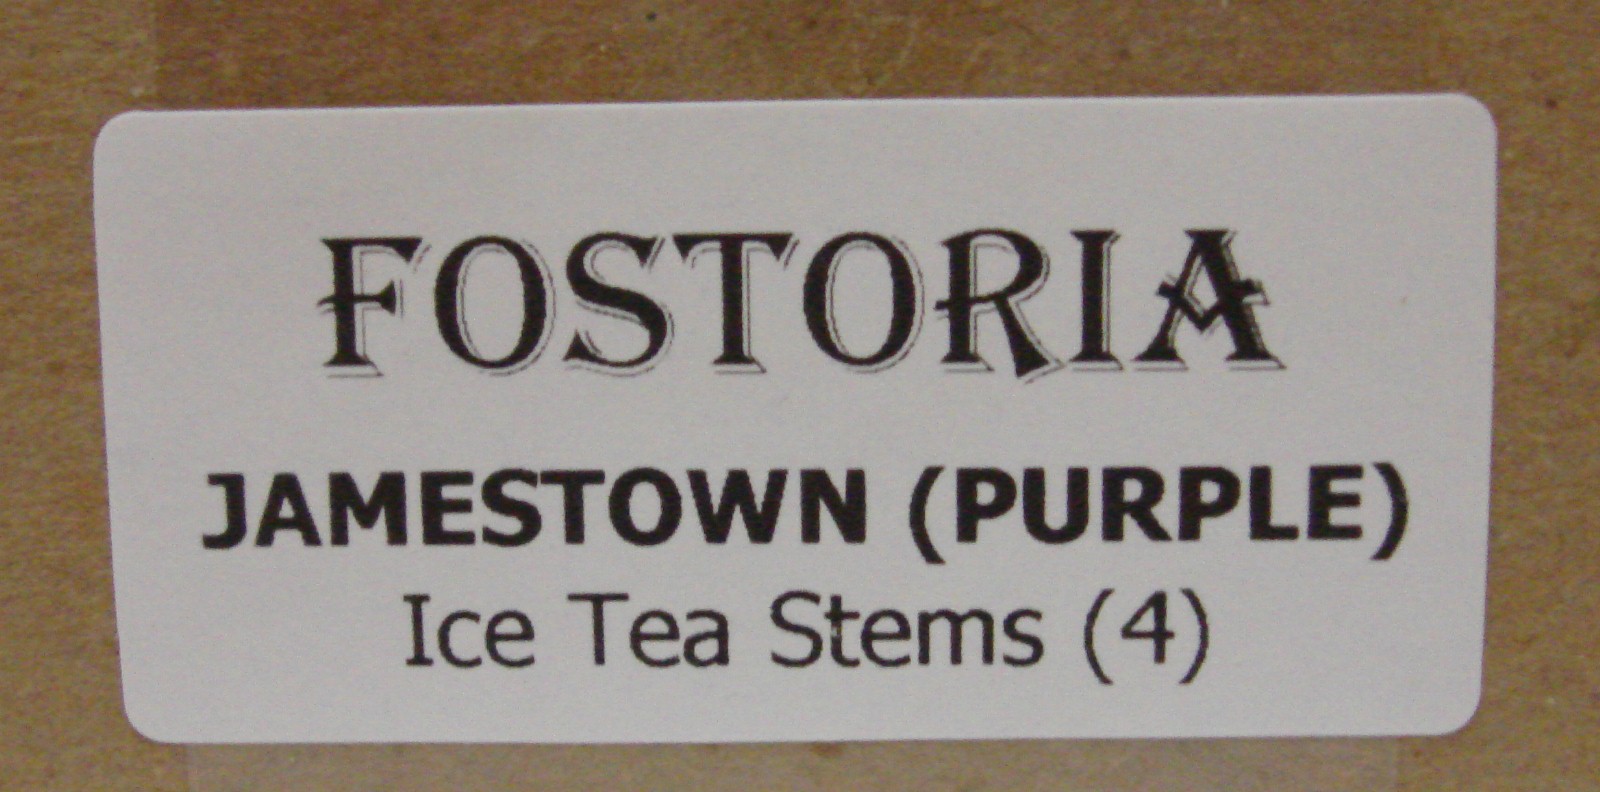 FOSTORIA
JAMESTOWN (PURPLE)
Ice Tea Stems (4)